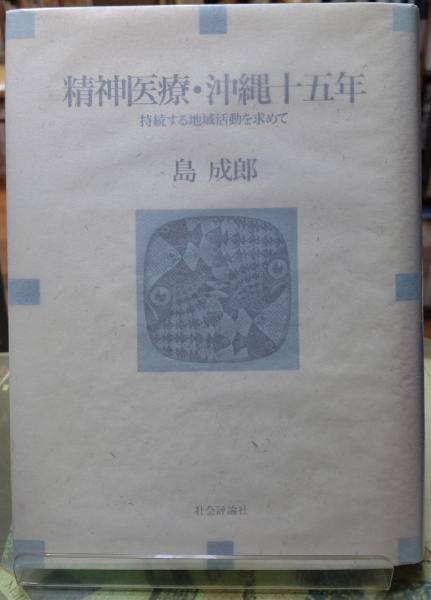 精神医療・沖縄十五年
持続する地域活動を求めて
島 成郎
社会評論社